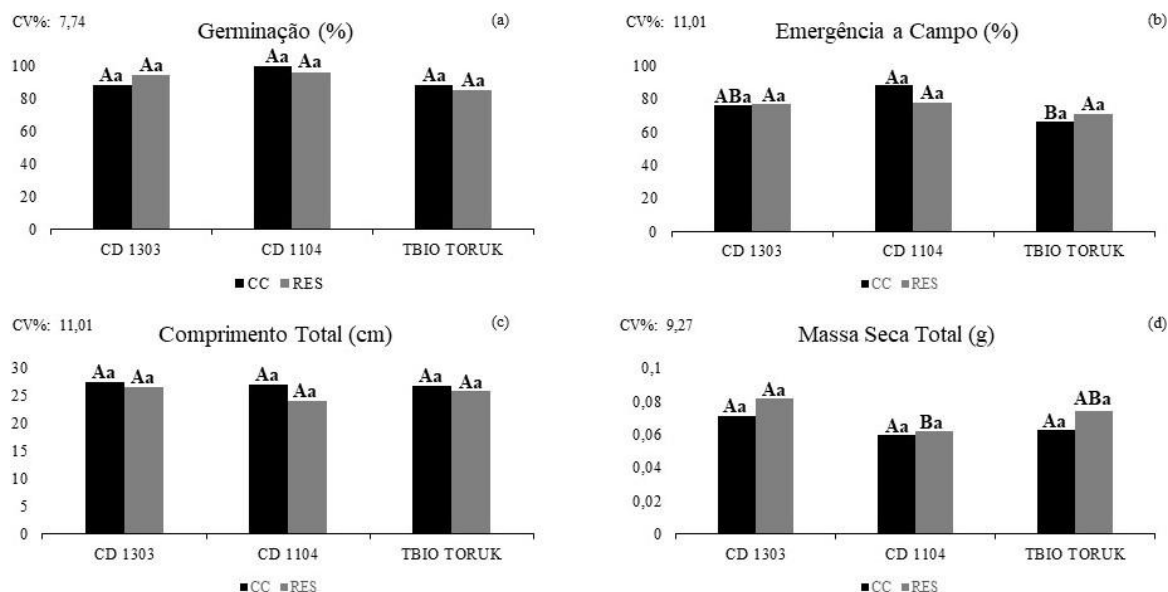 CV%: 7,74
(a)
Germinação (%)
100
80
60
40
20
0
Aa Aa
Aa Aa
Aa Aa
CD 1303 CD 1104 TBIO TORUK
CC RES
CV%: 11,01
(b)
Emergência a Campo (%)
100
80
60
40
20
0
ABa Aa
Aa Aa
Ba Aa
CD 1303 CD 1104 TBIO TORUK
CC RES
CV%: 11,01
(c)
Comprimento Total (cm)
30
25
20
15
10
5
0
Aa Aa
Aa Aa
Aa Aa
CD 1303 CD 1104 TBIO TORUK
CC RES
CV%: 9,27
(d)
Massa Seca Total (g)
0,1
0,08
0,06
0,04
0,02
0
Aa Aa
Aa Ba
Aa ABa
CD 1303 CD 1104 TBIO TORUK
CC RES